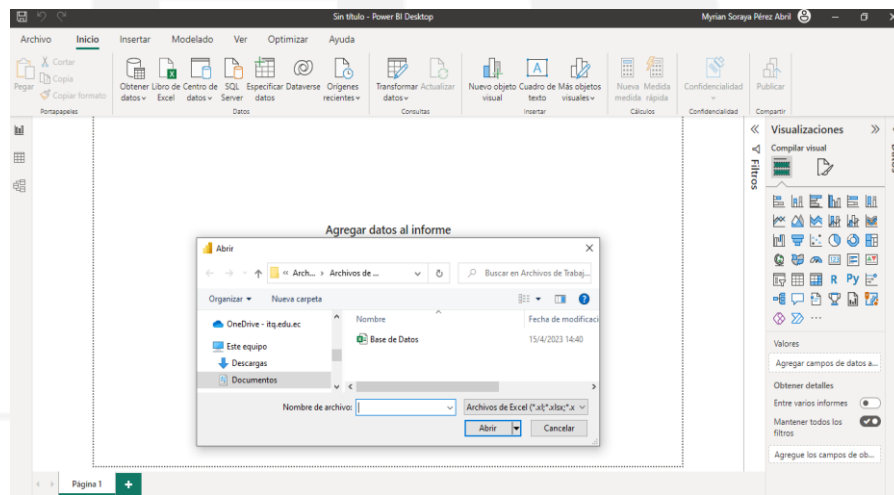 Sin título - Power BI Desktop
Myrian Soraya Pérez Abril
Archivo Inicio Insertar Modelado Ver Optimizar Ayuda
Pegar
Cortar
Copia
Copiar formato
Portapapeles
Obtener datos
Libro de Excel
Centro de datos
SQL Server
Especificar datos
Dataverse
Orígenes recientes
Datos
Transformar datos
Actualizar
Consultas
Nuevo objeto visual
A
Cuadro de texto
Más objetos visuales
Insertar
Nueva medida
Medida rápida
Cálculos
Confidencialidad
Confidencialidad
Publicar
Compartir
Agregar datos al informe
Abrir
« Arch... > Archivos de ...
Buscar en Archivos de Trabaj...
Organizar
Nueva carpeta
OneDrive - itq.edu.ec
Este equipo
Descargas
Documentos
Nombre
Fecha de modificaci
Base de Datos
15/4/2023 14:40
Nombre de archivo:
Archivos de Excel (*.xl;*.xlsx;*.x
Abrir
Cancelar
Filtros
Visualizaciones
Compilar visual
R Py
123
...
Valores
Agregar campos de datos a...
Obtener detalles
Entre varios informes
Mantener todos los
filtros
Agregue los campos de ob...
Datos
Página 1
+